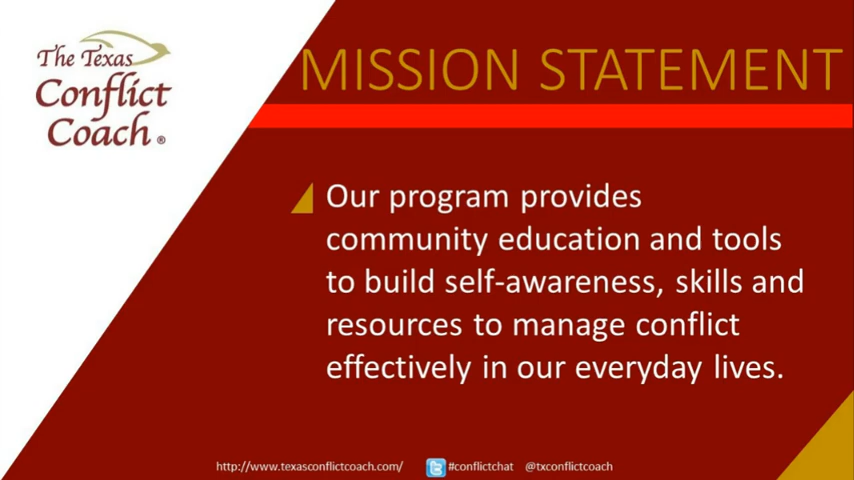 The Texas
Conflict
Coach ®
MISSION STATEMENT
Our program provides
community education and tools
to build self-awareness, skills and
resources to manage conflict
effectively in our everyday lives.
http://www.texasconflictcoach.com/ #conflictchat @txconflictcoach